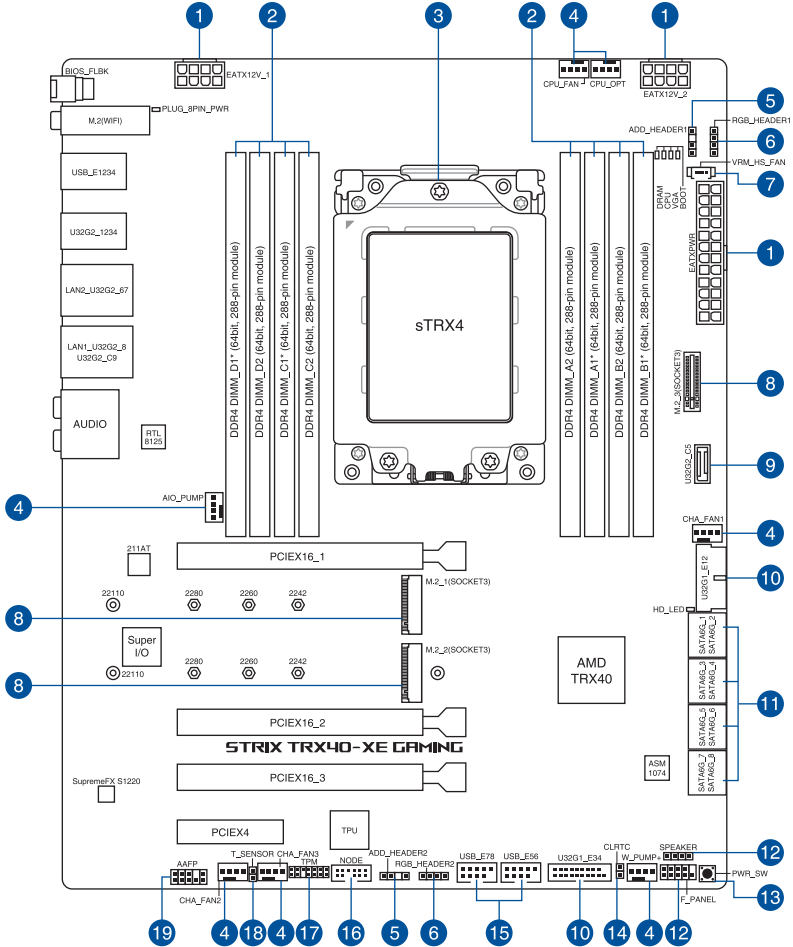 1
2
3
2
4
1
BIOS_FLBK
EATX12V_1
CPU_FAN
CPU_OPT
EATX12V_2
5
PLUG_8PIN_PWR
M.2(WIFI)
ADD_HEADER1
RGB_HEADER1
6
VRM_HS_FAN
7
USB_E1234
DRAM
CPU
VGA
BOOT
U32G2_1234
EATXPWR
1
LAN2_U32G2_67
LAN1_U32G2_8
U32G2_C9
DDR4 DIMM_D1* (64bit, 288-pin module)
DDR4 DIMM_D2 (64bit, 288-pin module)
DDR4 DIMM_C1* (64bit, 288-pin module)
DDR4 DIMM_C2 (64bit, 288-pin module)
sTRX4
DDR4 DIMM_A2 (64bit, 288-pin module)
DDR4 DIMM_A1* (64bit, 288-pin module)
DDR4 DIMM_B2 (64bit, 288-pin module)
DDR4 DIMM_B1* (64bit, 288-pin module)
M.2_3(SOCKET3)
8
AUDIO
RTL
8125
U32G2_C5
9
4
AIO_PUMP
CHA_FAN1
4
211AT
PCIEX16_1
U32G1_E12
10
M.2_1(SOCKET3)
22110
2280
2260
2242
HD_LED
8
SATA6G_1
SATA6G_2
Super
I/O
M.2_2(SOCKET3)
AMD
TRX40
22110
2280
2260
2242
8
SATA6G_3
SATA6G_4
11
PCIEX16_2
SATA6G_5
SATA6G_6
STRIX TRX40-XE GAMING
PCIEX16_3
ASM
1074
SATA6G_7
SATA6G_8
SupremeFX S1220
PCIEX4
TPU
T_SENSOR
CHA_FAN3
ADD_HEADER2
CLRTC
SPEAKER
12
AAFP
TPM
NODE
RGB_HEADER2
USB_E78
USB_E56
U32G1_E34
W_PUMP+
PWR_SW
13
CHA_FAN2
F_PANEL
19
4
18
4
17
16
5
6
15
10
14
4
12